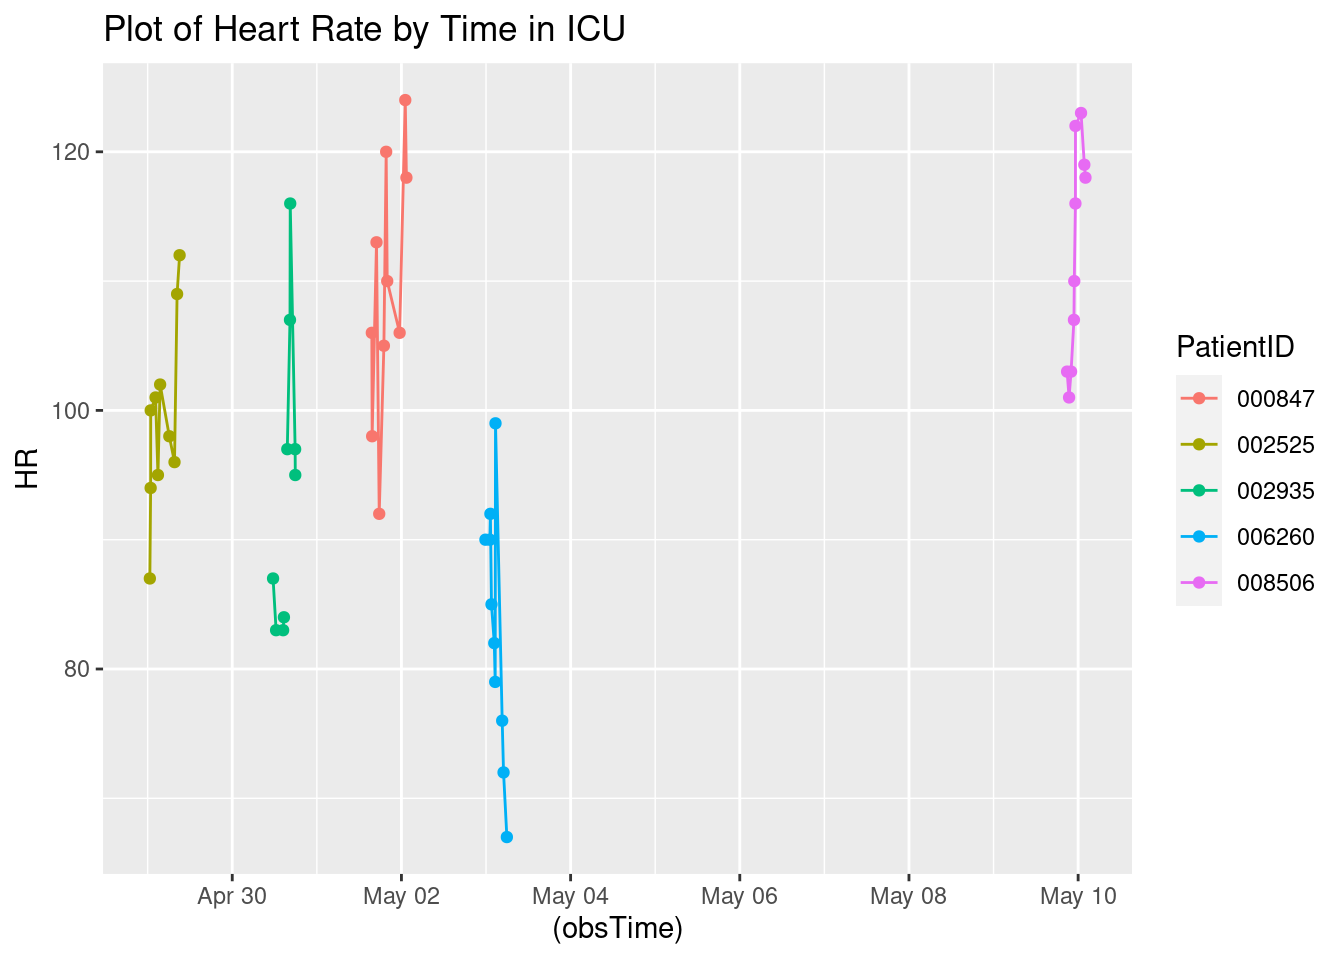 Plot of Heart Rate by Time in ICU
HR
120
100
80
Apr 30
May 02
May 04
May 06
May 08
May 10
(obsTime)
PatientID
000847
002525
002935
006260
008506